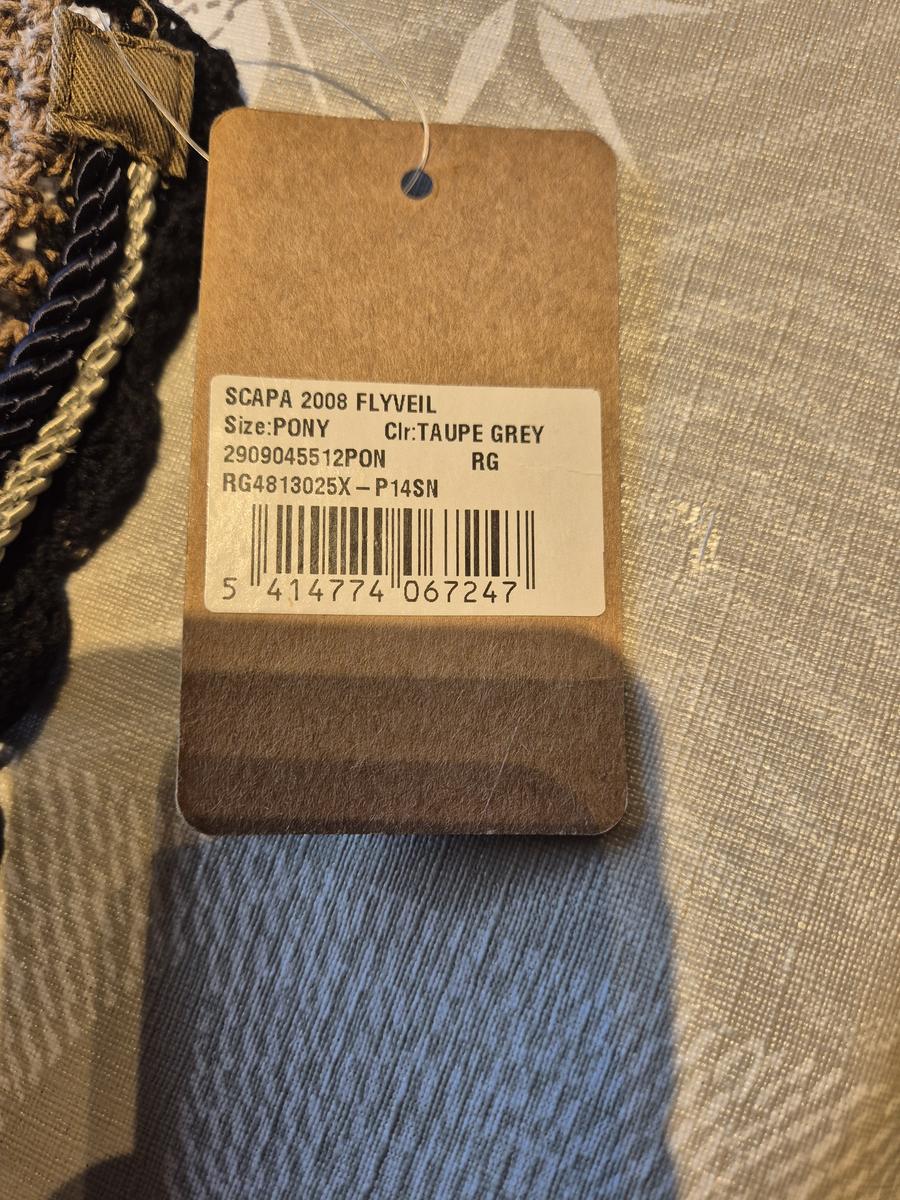 SCAPA 2008 FLYVEIL
Size:PONY Clr:TAUPE GREY
2909045512PON RG
RG4813025X-P14SN
5 414774 067247